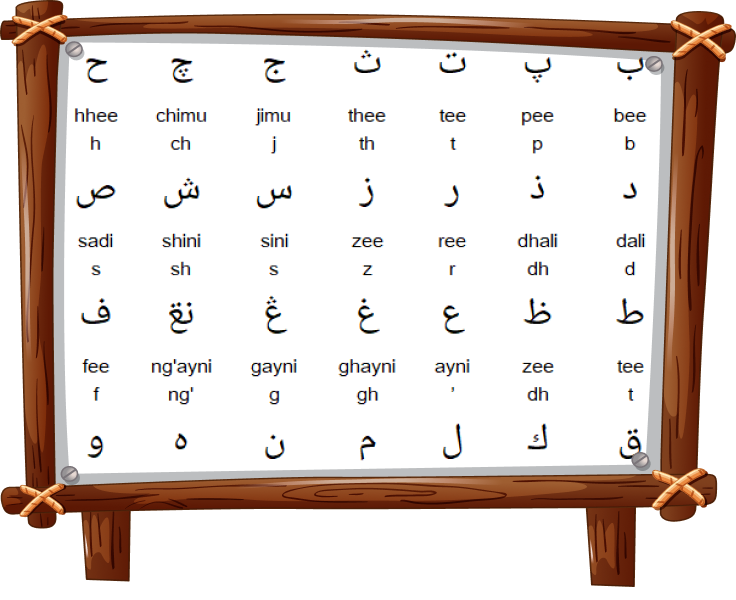 ب پ ت ث ج چ ح
hhee chimu jimu thee tee pee bee
h ch j th t p b
د ذ ر ز س ش ص
sadi shini sini zee ree dhali dali
s sh s z r dh d
ط ظ ع غ ڠ نڠ ف
fee ng'ayni gayni ghayni ayni zee tee
f ng' g gh ’ dh t
ق ك ل م ن ه و